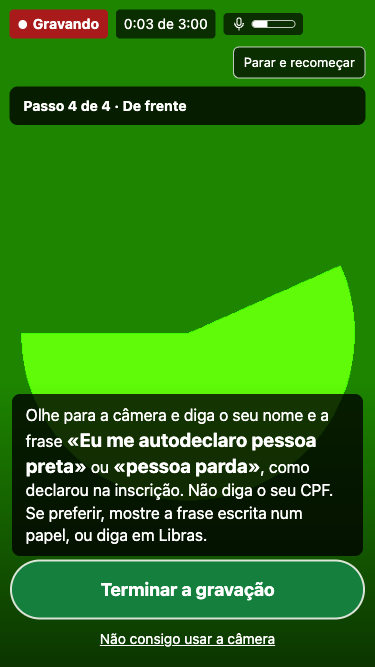 Gravando
0:03 de 3:00
Parar e recomeçar
Passo 4 de 4 · De frente
Olhe para a câmera e diga o seu nome e a
frase «Eu me autodeclaro pessoa
preta» ou «pessoa parda», como
declarou na inscrição. Não diga o seu CPF.
Se preferir, mostre a frase escrita num
papel, ou diga em Libras.
Terminar a gravação
Não consigo usar a câmera